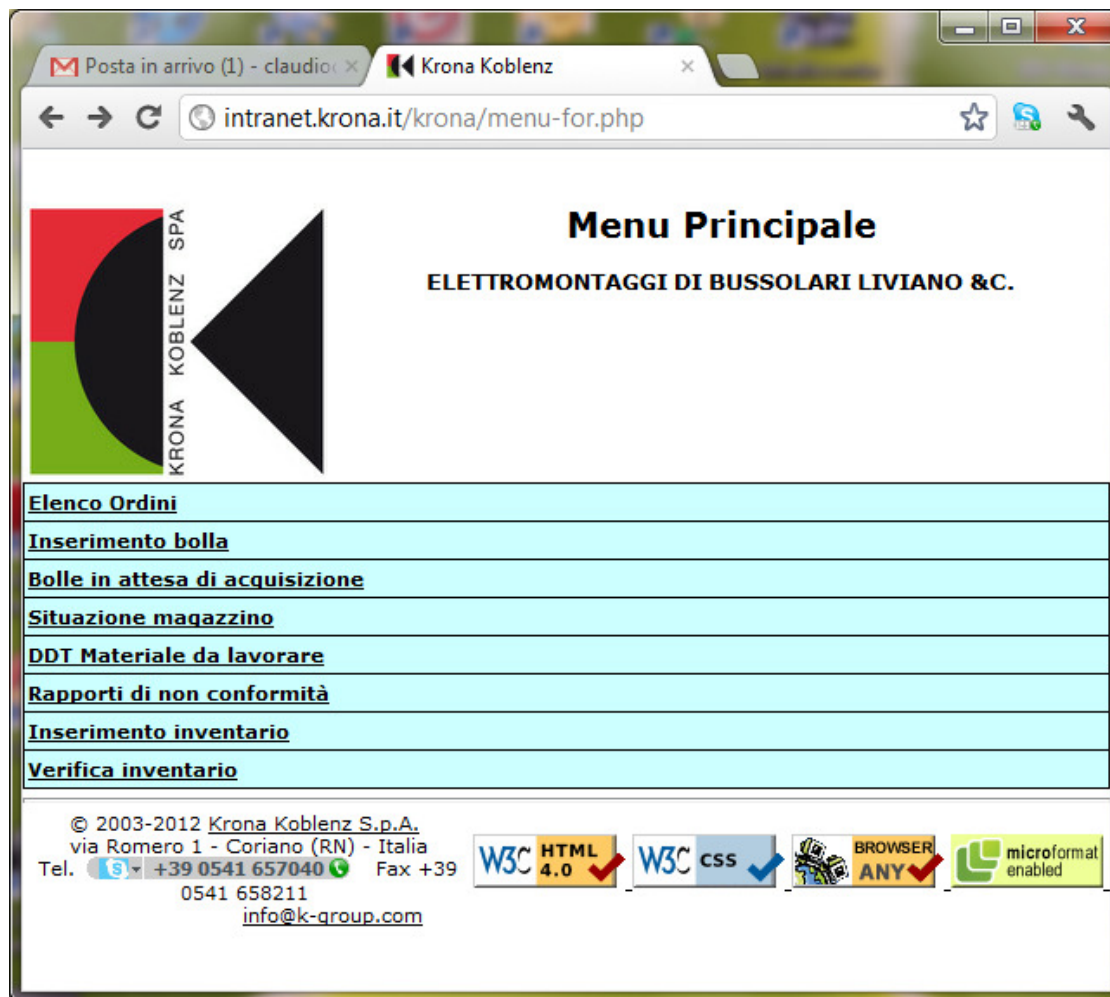 Posta in arrivo (1) - claudio
Krona Koblenz
intranet.krona.it/krona/menu-for.php
KRONA KOBLENZ SPA
Menu Principale
ELETTROMONTAGGI DI BUSSOLARI LIVIANO &C.
Elenco Ordini
Inserimento bolla
Bolle in attesa di acquisizione
Situazione magazzino
DDT Materiale da lavorare
Rapporti di non conformità
Inserimento inventario
Verifica inventario
© 2003-2012 Krona Koblenz S.p.A.
via Romero 1 - Coriano (RN) - Italia
Tel. +39 0541 657040 Fax +39
0541 658211
info@k-group.com
W3C HTML 4.0
W3C css
BROWSER ANY
microformat enabled